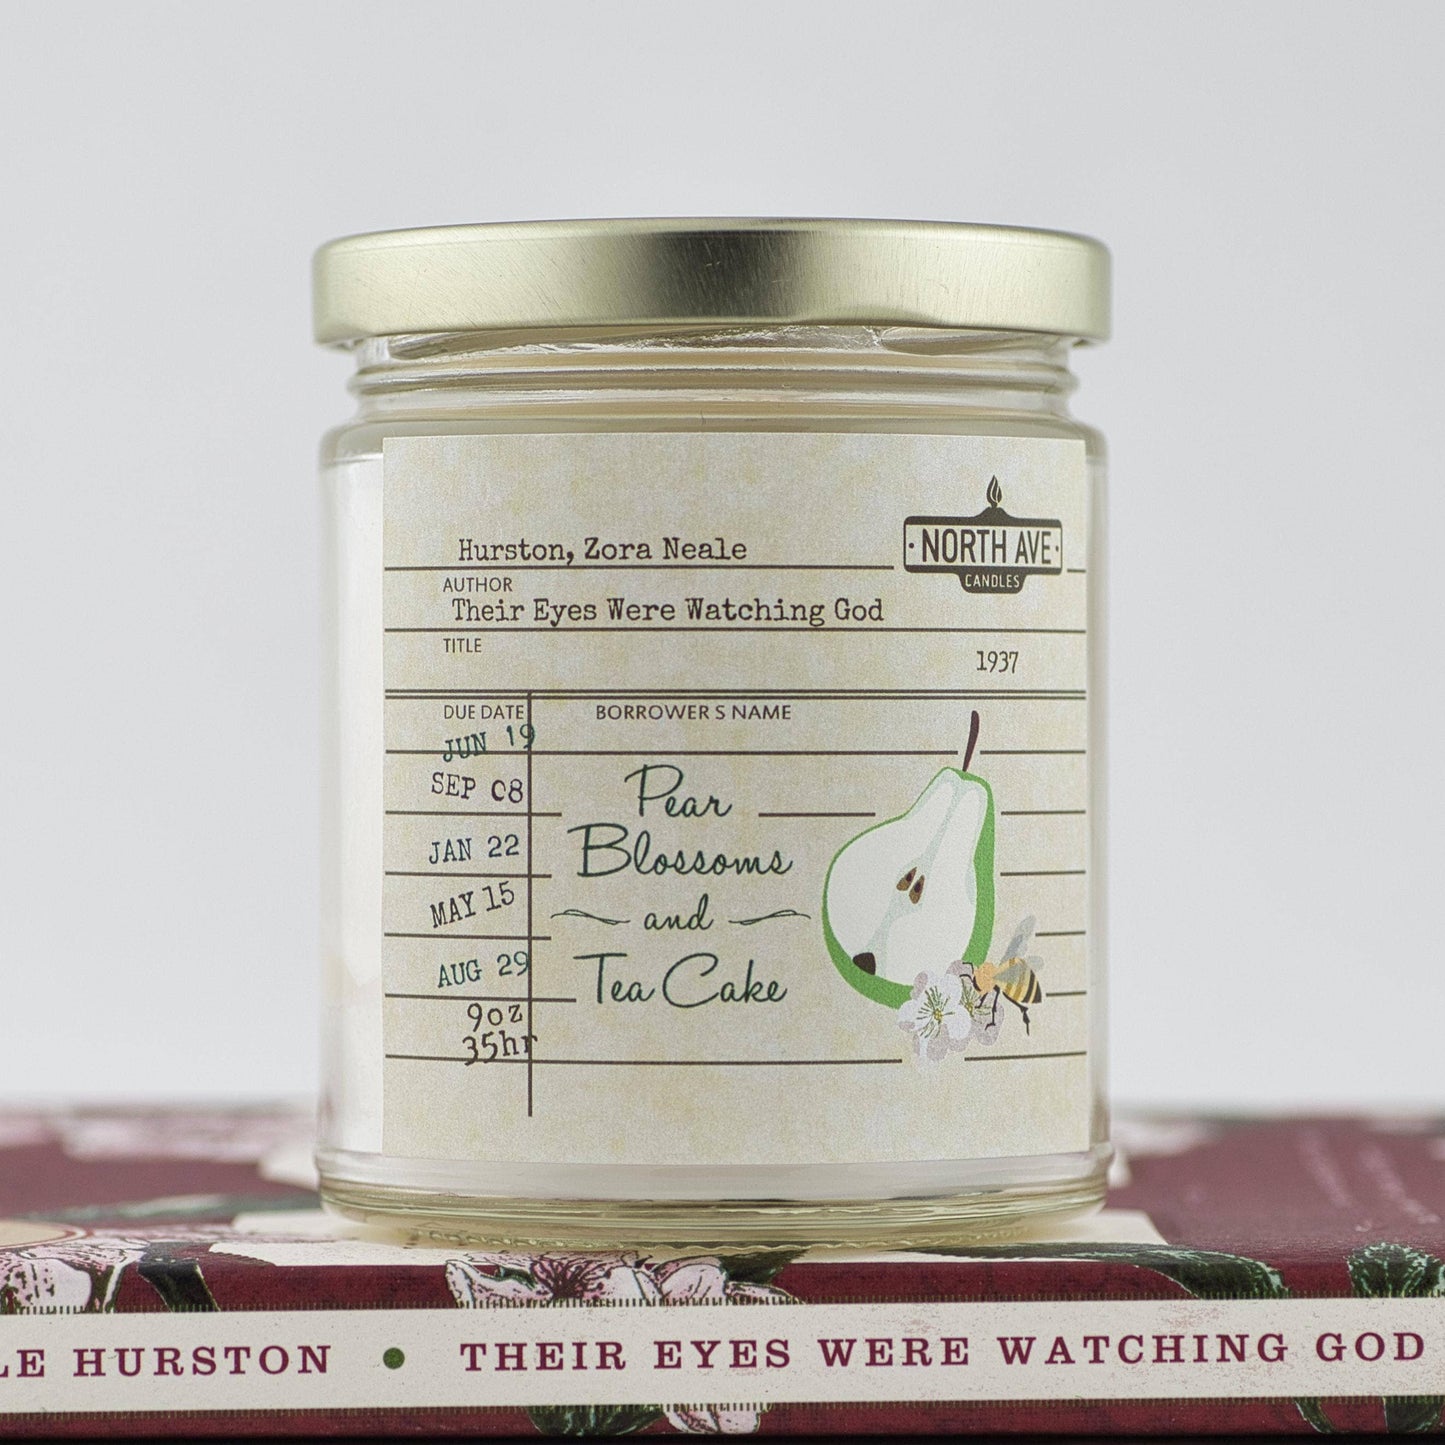 Hurston, Zora Neale
NORTH AVE
CANDLES
AUTHOR
Their Eyes Were Watching God
TITLE
1937
DUE DATE
BORROWER S NAME
JUN 19
SEP 08
JAN 22
MAY 15
AUG 29
9oz
35hr
Pear
Blossoms
and
Tea Cake
LE HURSTON • THEIR EYES WERE WATCHING GOD